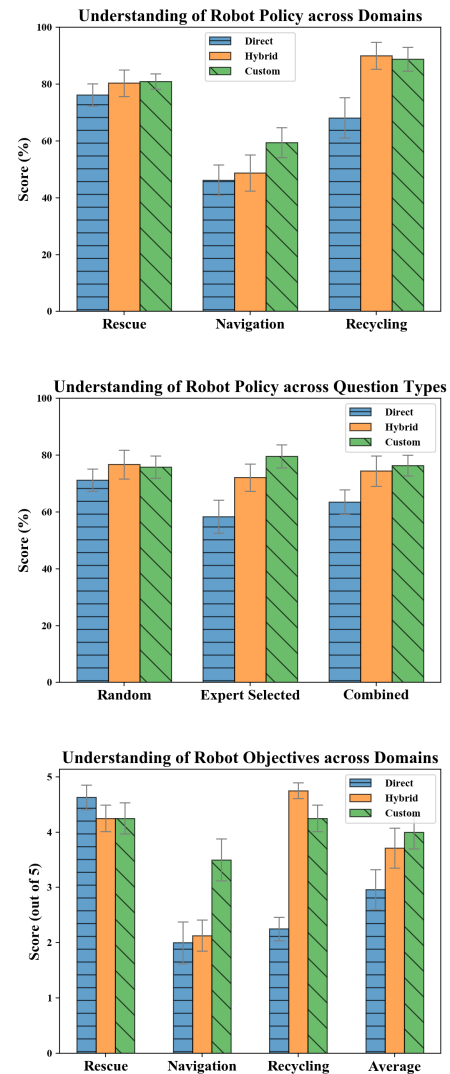 Understanding of Robot Policy across Domains
100
80
60
40
20
0
Score (%)
Direct
Hybrid
Custom
Rescue Navigation Recycling
Understanding of Robot Policy across Question Types
100
80
60
40
20
0
Score (%)
Direct
Hybrid
Custom
Random Expert Selected Combined
Understanding of Robot Objectives across Domains
5
4
3
2
1
0
Score (out of 5)
Direct
Hybrid
Custom
Rescue Navigation Recycling Average